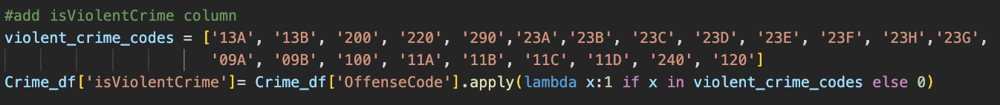 #add isViolentCrime column
violent_crime_codes = ['13A', '13B', '200', '220', '290','23A','23B', '23C', '23D', '23E', '23F', '23H','23G',
'09A', '09B', '100', '11A', '11B', '11C', '11D', '240', '120']
Crime_df['isViolentCrime']= Crime_df['OffenseCode'].apply(lambda x:1 if x in violent_crime_codes else 0)